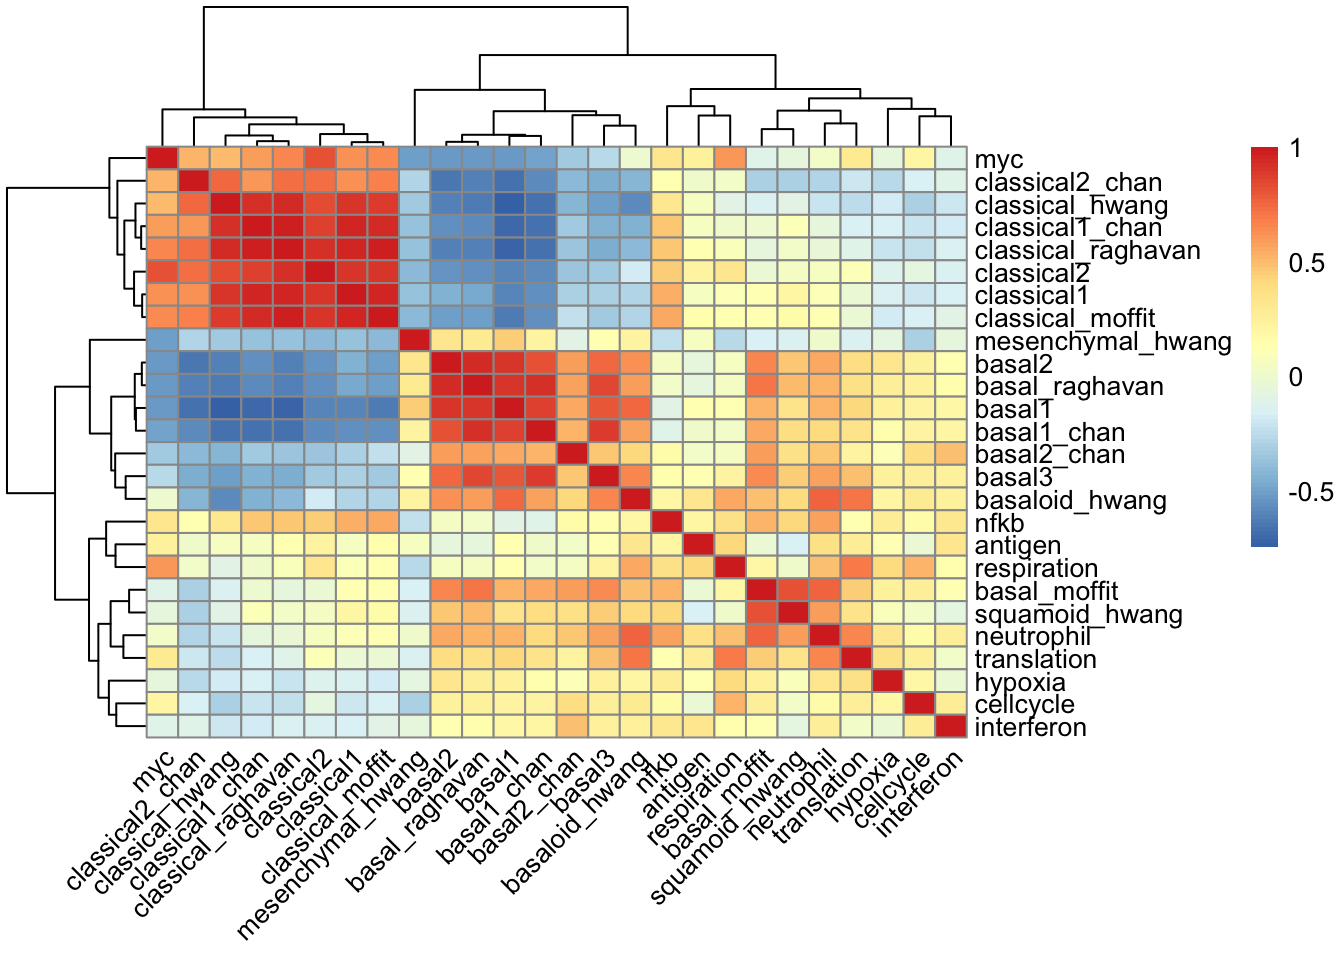 myc
classical2_chan
classical_hwang
classical1_chan
classical_raghavan
classical2
classical1
classical_moffit
mesenchymal_hwang
basal2
basal_raghavan
basal1
basal1_chan
basal2_chan
basal3
basaloid_hwang
nfkb
antigen
respiration
basal_moffit
squamoid_hwang
neutrophil
translation
hypoxia
cellcycle
interferon
1
0.5
0
-0.5
myc
classical2_chan
classical_hwang
classical1_chan
classical_raghavan
classical2
classical1
classical_moffit
mesenchymal_hwang
basal2
basal_raghavan
basal1
basal1_chan
basal2_chan
basal3
basaloid_hwang
nfkb
antigen
respiration
basal_moffit
squamoid_hwang
neutrophil
translation
hypoxia
cellcycle
interferon